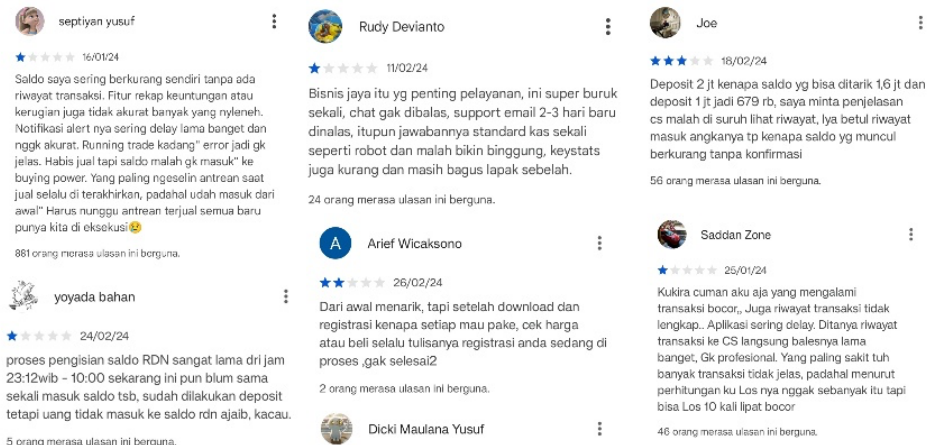 septiyan yusuf
16/01/24
Saldo saya sering berkurang sendiri tanpa ada
riwayat transaksi. Fitur rekap keuntungan atau
kerugian juga tidak akurat banyak yang nyleneh.
Notifikasi alert nya sering delay lama banget dan
nggk akurat. Running trade kadang" error jadi gk
jelas. Habis jual tapi saldo malah gk masuk" ke
buying power. Yang paling ngeselin antrean saat
jual selalu di terakhirkan, padahal udah masuk dari
awal" Harus nunggu antrean terjual semua baru
punya kita di eksekusi😢
881 orang merasa ulasan ini berguna.
yoyada bahan
24/02/24
proses pengisian saldo RDN sangat lama dri jam
23:12wib - 10:00 sekarang ini pun blum sama
sekali masuk saldo tsb, sudah dilakukan deposit
tetapi uang tidak masuk ke saldo rdn ajaib, kacau.
5 orang merasa ulasan ini berguna.
Rudy Devianto
11/02/24
Bisnis jaya itu yg penting pelayanan, ini super buruk
sekali, chat gak dibalas, support email 2-3 hari baru
dinalas, itupun jawabannya standard kas sekali
seperti robot dan malah bikin binggung, keystats
juga kurang dan masih bagus lapak sebelah.
24 orang merasa ulasan ini berguna.
A
Arief Wicaksono
26/02/24
Dari awal menarik, tapi setelah download dan
registrasi kenapa setiap mau pake, cek harga
atau beli selalu tulisanya registrasi anda sedang di
proses ,gak selesai2
2 orang merasa ulasan ini berguna.
Dicki Maulana Yusuf
Joe
18/02/24
Deposit 2 jt kenapa saldo yg bisa ditarik 1,6 jt dan
deposit 1 jt jadi 679 rb, saya minta penjelasan
cs malah di suruh lihat riwayat, Iya betul riwayat
masuk angkanya tp kenapa saldo yg muncul
berkurang tanpa konfirmasi
56 orang merasa ulasan ini berguna.
Saddan Zone
25/01/24
Kukira cuman aku aja yang mengalami
transaksi bocor,, Juga riwayat transaksi tidak
lengkap.. Aplikasi sering delay. Ditanya riwayat
transaksi ke CS langsung balesnya lama
banget, Gk profesional. Yang paling sakit tuh
banyak transaksi tidak jelas, padahal menurut
perhitungan ku Los nya nggak sebanyak itu tapi
bisa Los 10 kali lipat bocor
46 orang merasa ulasan ini berguna.